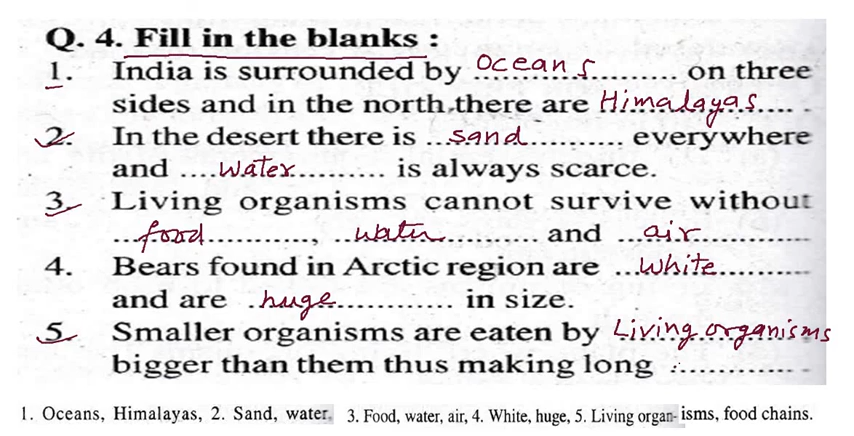 Q. 4. Fill in the blanks :
1. India is surrounded by oceans on three
sides and in the north, there are Himalayas
2. In the desert there is sand everywhere
and water is always scarce.
3. Living organisms cannot survive without
food, water and air
4. Bears found in Arctic region are white
and are huge in size.
5. Smaller organisms are eaten by Living organisms
bigger than them thus making long ..............
1. Oceans, Himalayas, 2. Sand, water. 3. Food, water, air, 4. White, huge, 5. Living organ-isms, food chains.